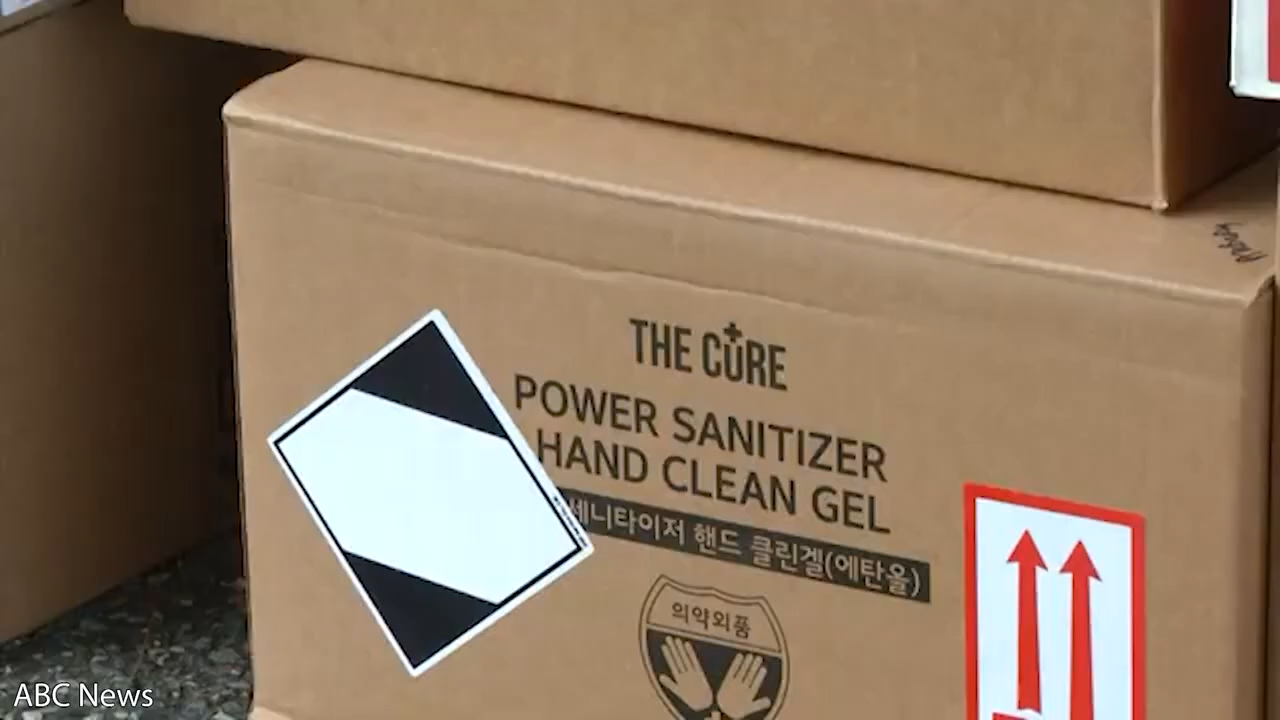 THE CURE
POWER SANITIZER
HAND CLEAN GEL
세니타이저 핸드 클린겔(에탄올)
의약외품
ABC News